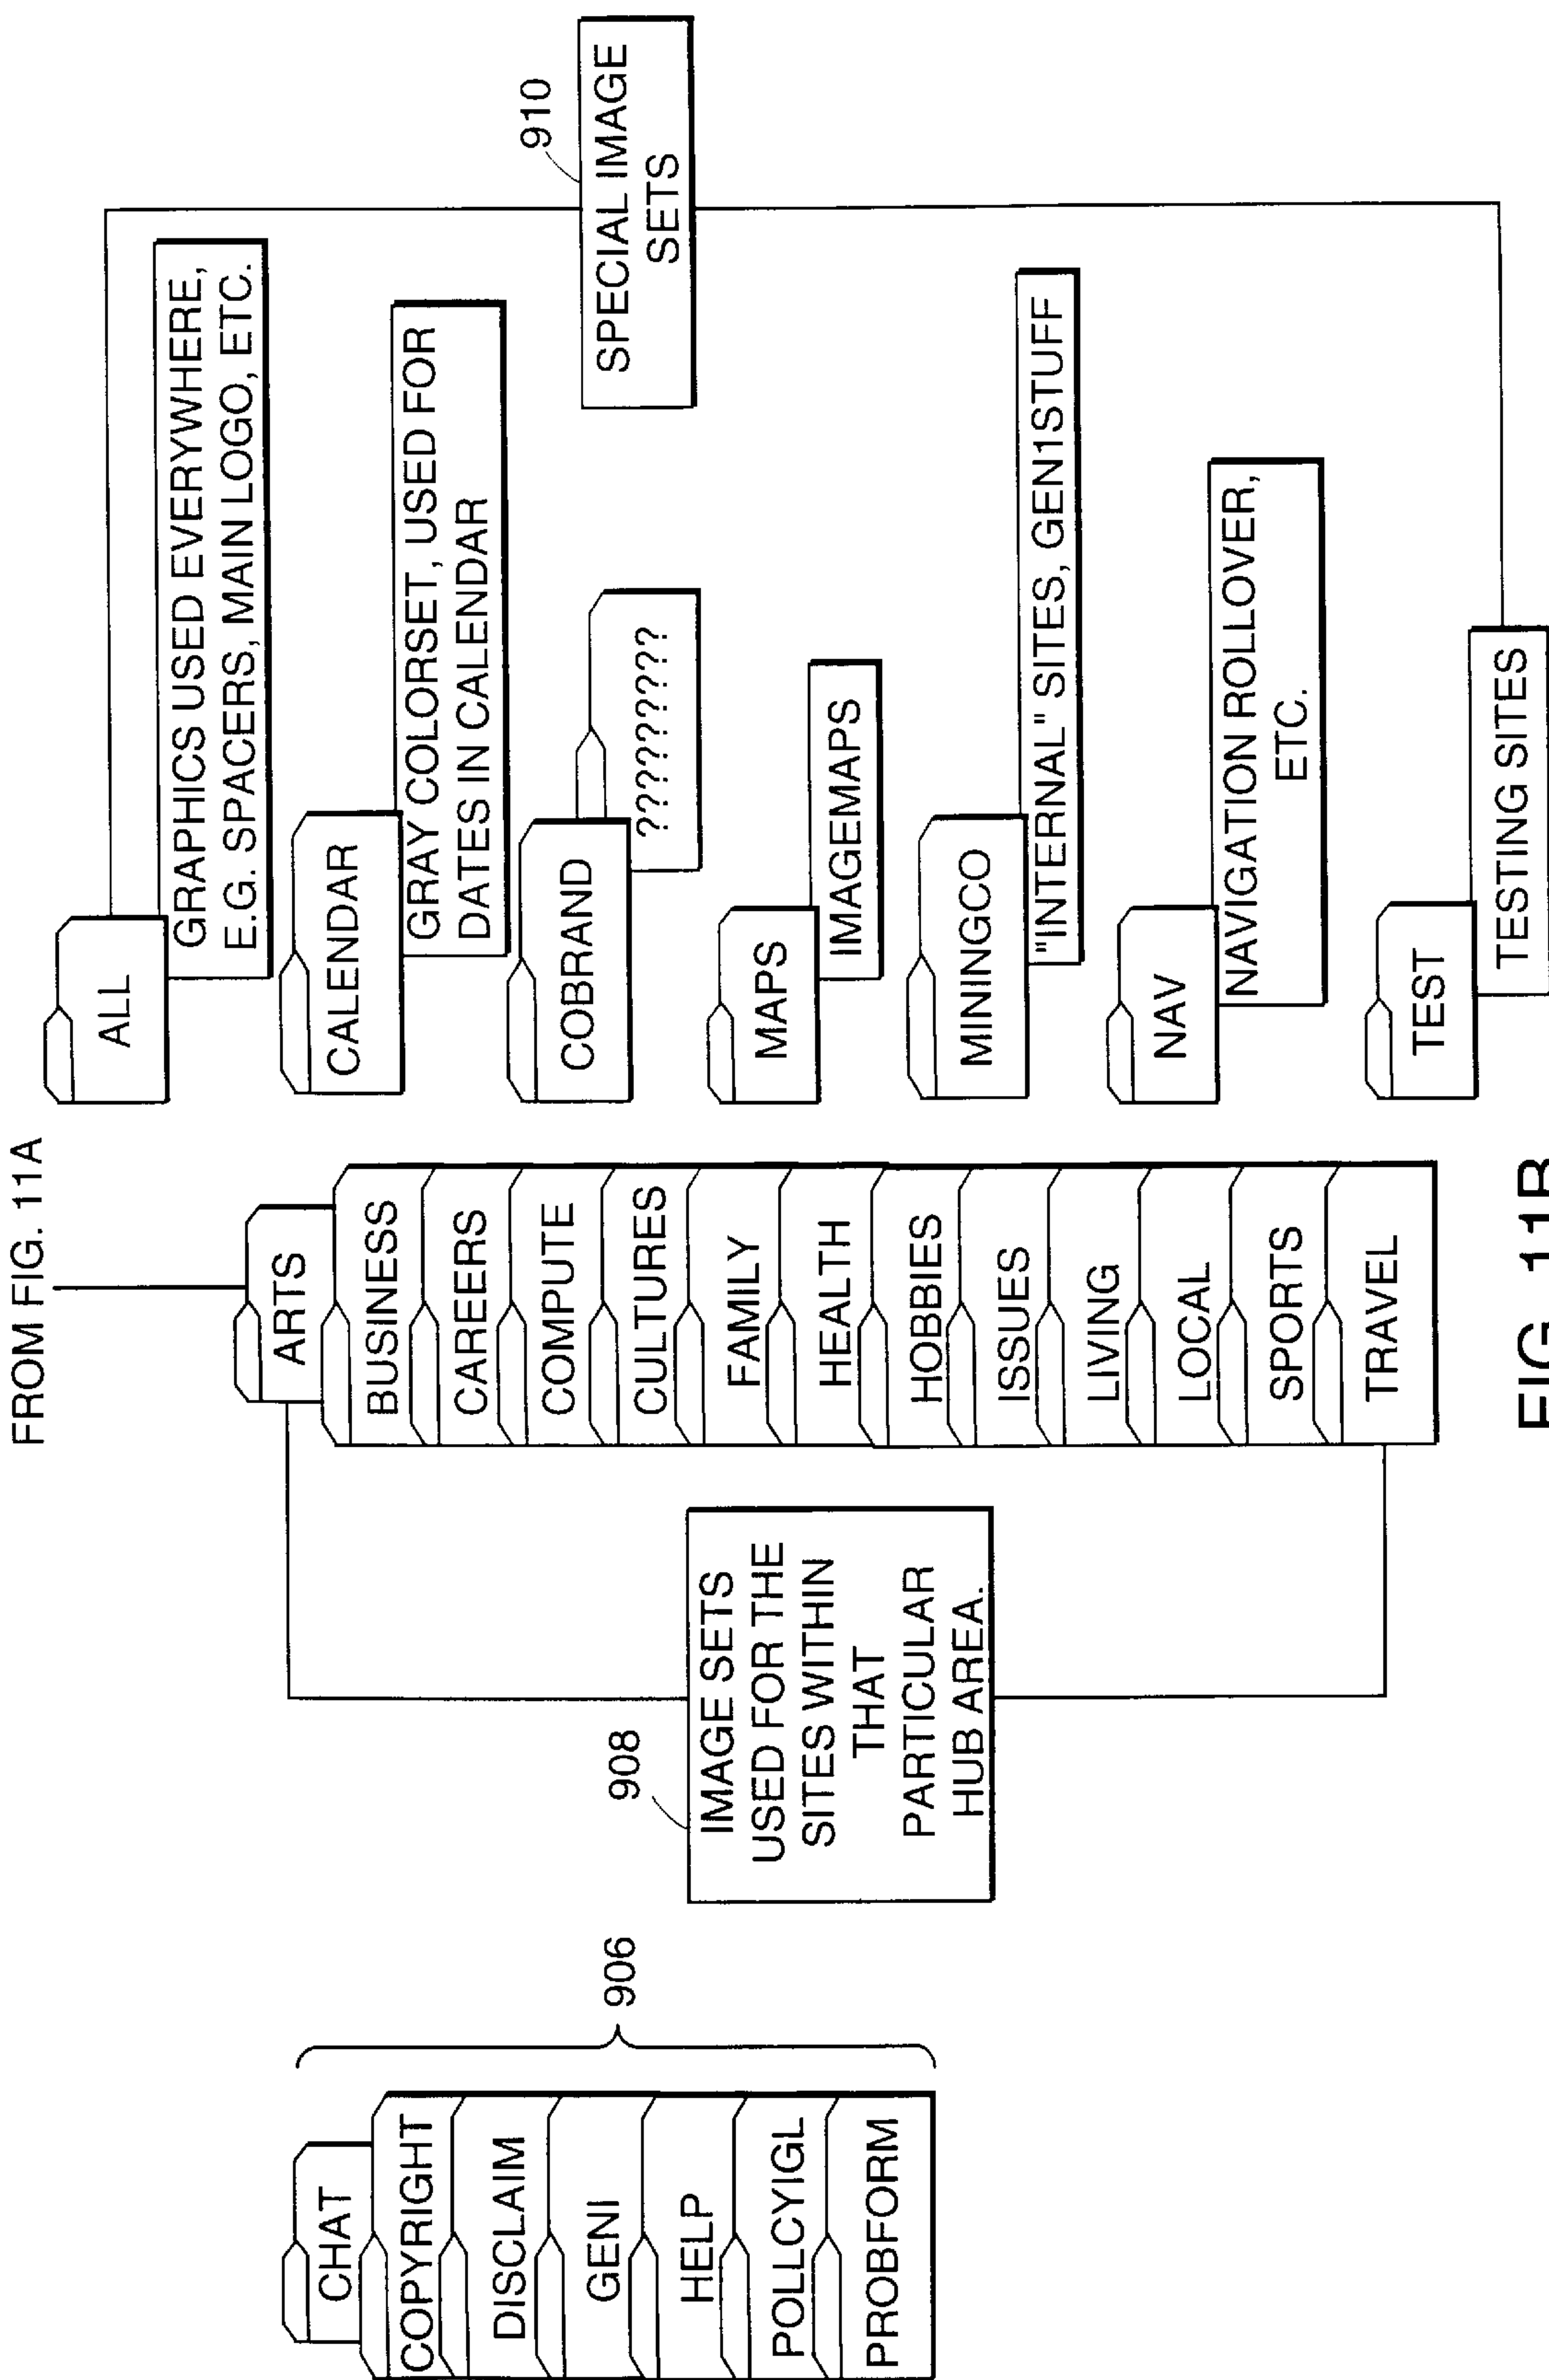 FROM FIG. 11A
CHAT
COPYRIGHT
DISCLAIM
GENI
HELP
POLLCYIGL
PROBFORM
906
908
IMAGE SETS
USED FOR THE
SITES WITHIN
THAT
PARTICULAR
HUB AREA.
ARTS
BUSINESS
CAREERS
COMPUTE
CULTURES
FAMILY
HEALTH
HOBBIES
ISSUES
LIVING
LOCAL
SPORTS
TRAVEL
ALL
GRAPHICS USED EVERYWHERE,
E.G. SPACERS, MAIN LOGO, ETC.
CALENDAR
GRAY COLORSET, USED FOR
DATES IN CALENDAR
COBRAND
?????????
MAPS
IMAGEMAPS
MININGCO
"INTERNAL" SITES, GEN1STUFF
NAV
NAVIGATION ROLLOVER,
ETC.
TEST
TESTING SITES
910
SPECIAL IMAGE
SETS
FIG. 11B